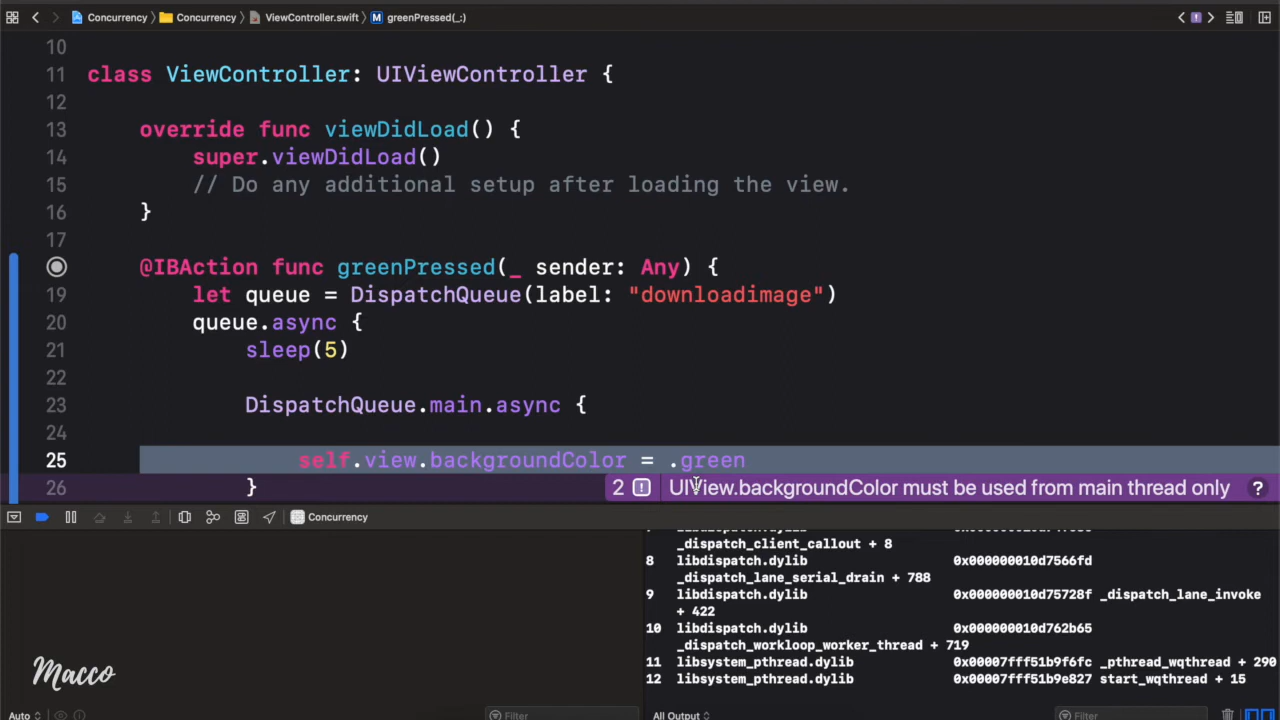 Concurrency Concurrency ViewController.swift M greenPressed(_:)
10
11 class ViewController: UIViewController {
12
13 override func viewDidLoad() {
14 super.viewDidLoad()
15 // Do any additional setup after loading the view.
16 }
17
@IBAction func greenPressed(_ sender: Any) {
19 let queue = DispatchQueue(label: "downloadimage")
20 queue.async {
21 sleep(5)
22
23 DispatchQueue.main.async {
24
25 self.view.backgroundColor = .green
26 } 2 UIView.backgroundColor must be used from main thread only ?
Concurrency
_dispatch_client_callout + 8
8 libdispatch.dylib 0x000000010d7566fd
_dispatch_lane_serial_drain + 788
9 libdispatch.dylib 0x000000010d75728f _dispatch_lane_invoke
+ 422
10 libdispatch.dylib 0x000000010d762b65
_dispatch_workloop_worker_thread + 719
11 libsystem_pthread.dylib 0x00007fff51b9f6fc _pthread_wqthread + 290
12 libsystem_pthread.dylib 0x00007fff51b9e827 start_wqthread + 15
Macco
Auto Filter All Output Filter